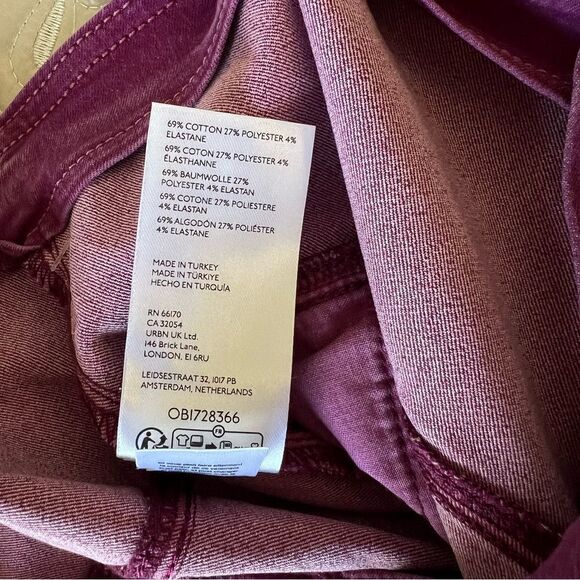 69% COTTON 27% POLYESTER 4%
ELASTANE
69% COTON 27% POLYESTER 4%
ÉLASTHANNE
69% BAUMWOLLE 27%
POLYESTER 4% ELASTAN
69% COTONE 27% POLIESTERE
4% ELASTAN
69% ALGODÓN 27% POLIÉSTER
4% ELASTANE
MADE IN TURKEY
MADE IN TÜRKIYE
HECHO EN TURQUÍA
RN 66170
CA 32054
URBN UK Ltd.
146 Brick Lane,
LONDON, E1 6RU
LEIDSESTRAAT 32, 1017 PB
AMSTERDAM, NETHERLANDS
OB1728366
FR